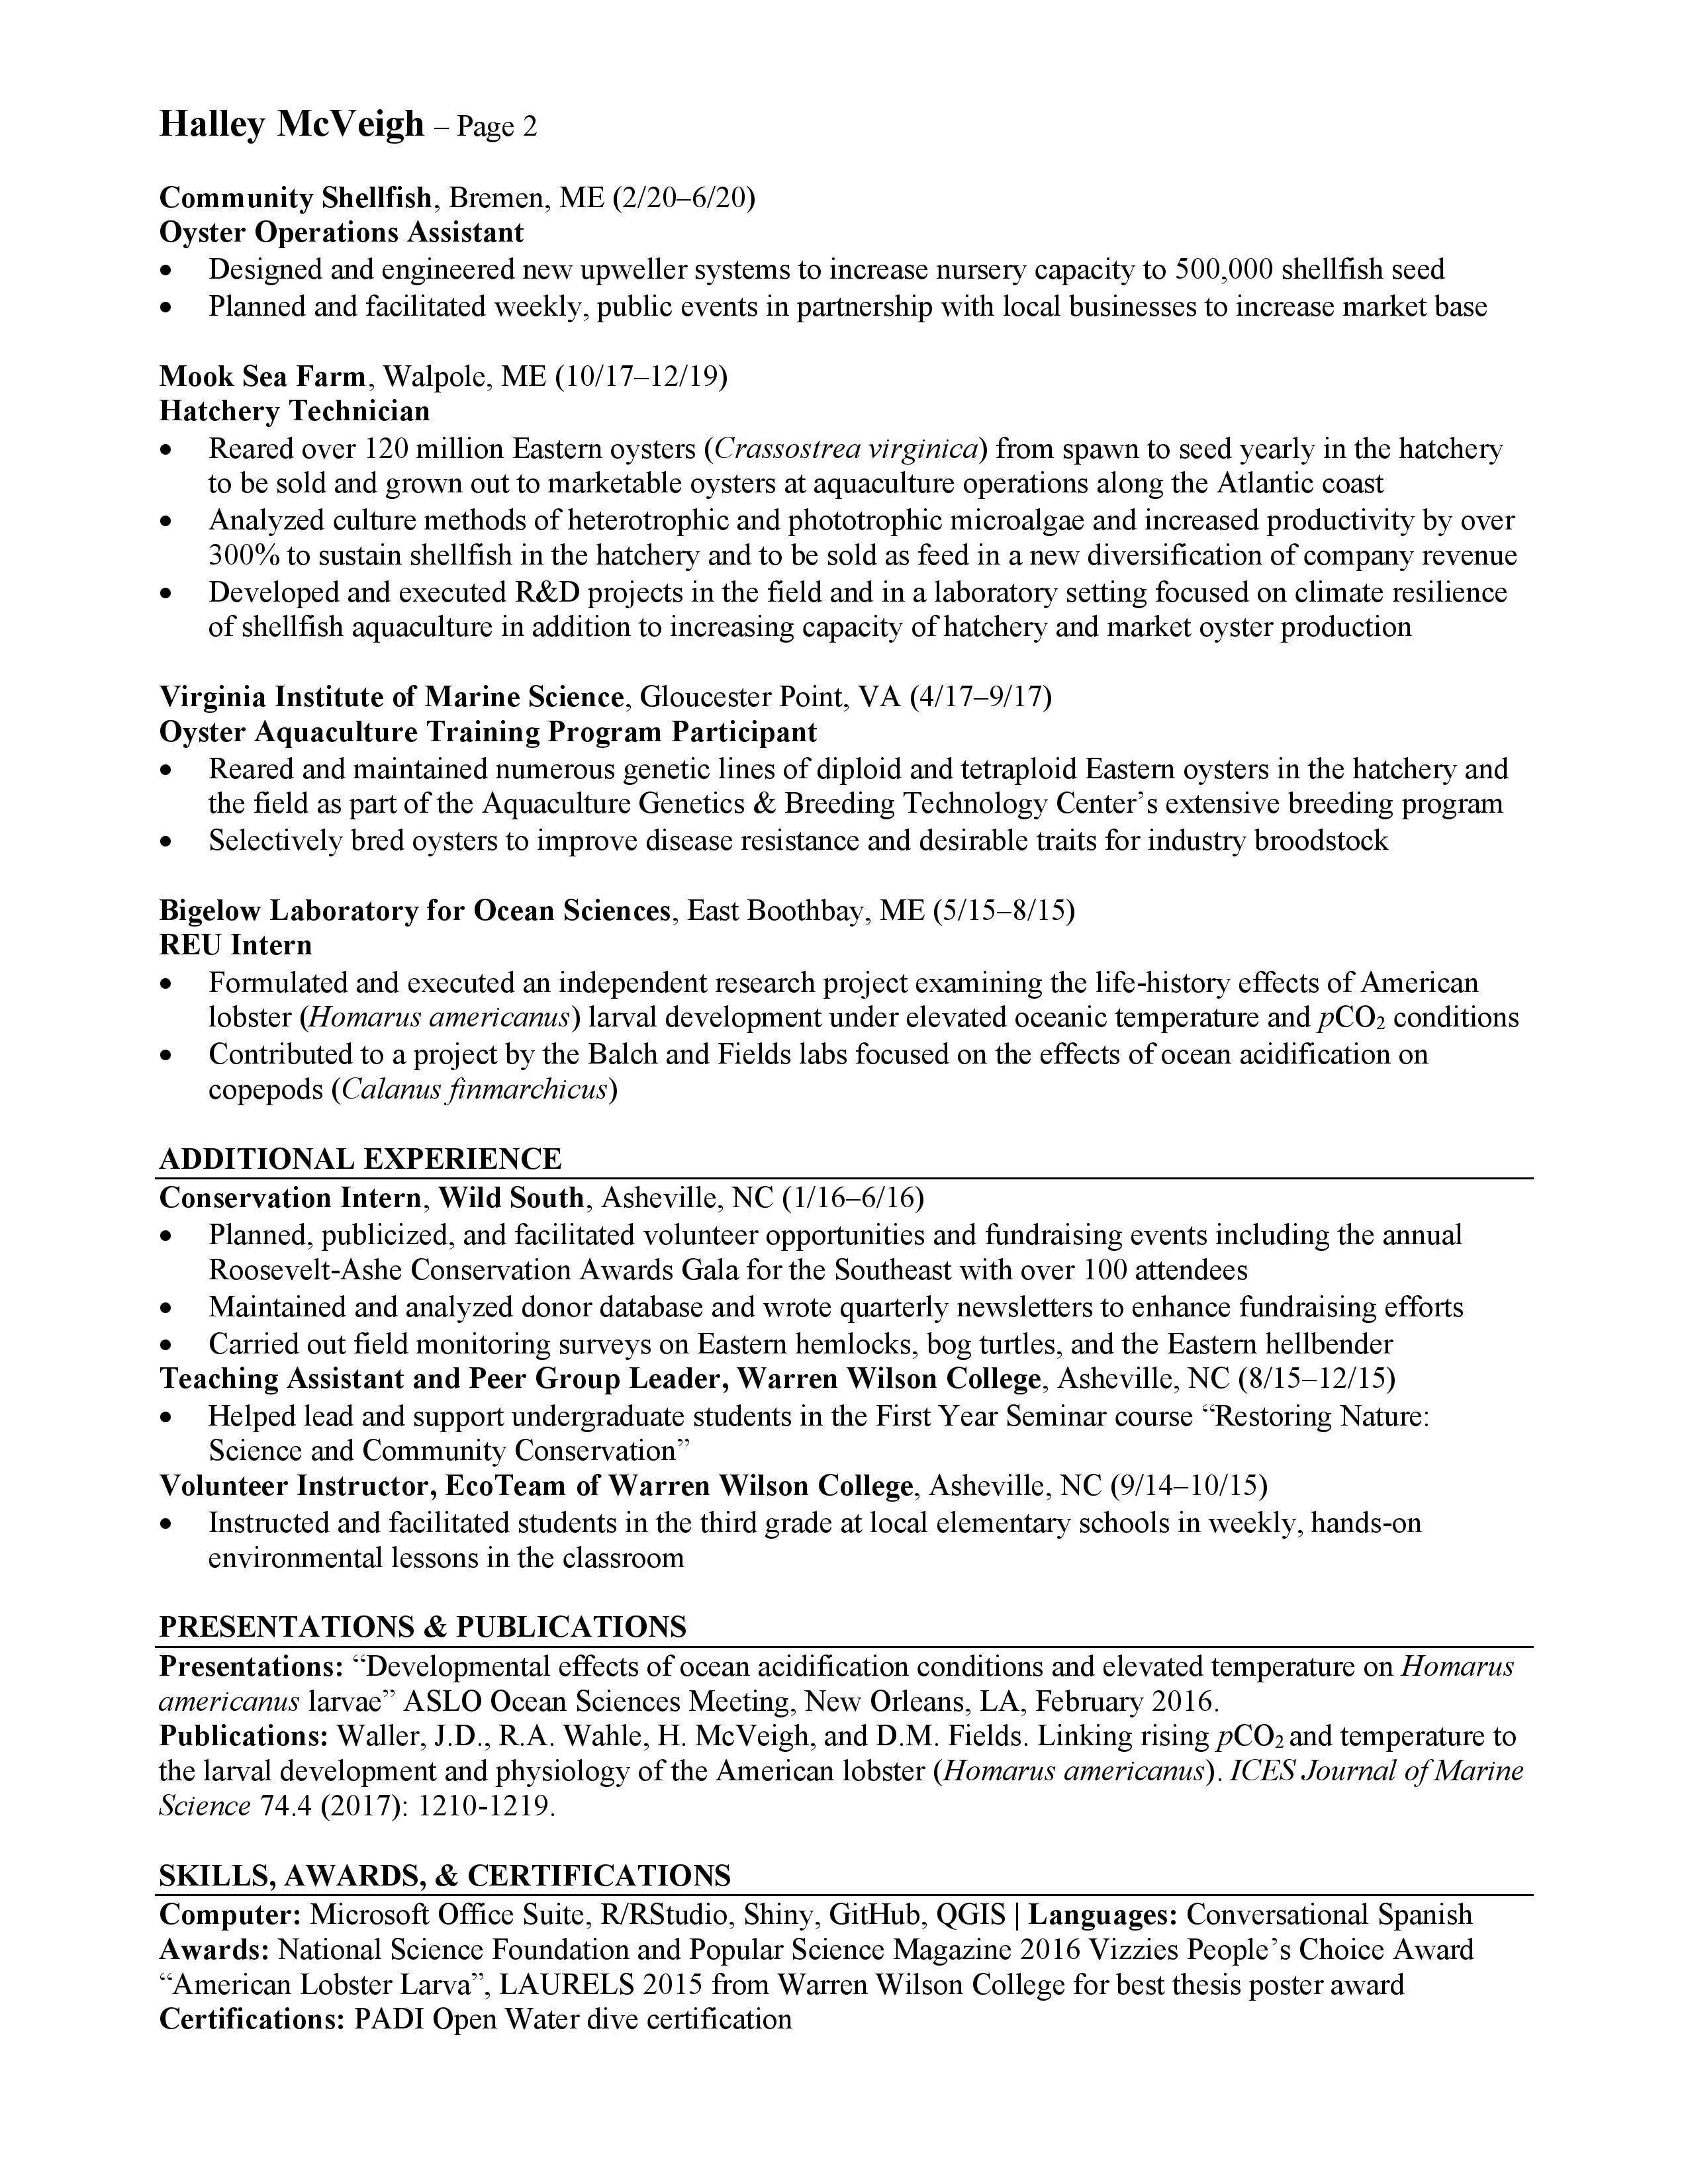 Halley McVeigh – Page 2
Community Shellfish, Bremen, ME (2/20–6/20)
Oyster Operations Assistant
• Designed and engineered new upweller systems to increase nursery capacity to 500,000 shellfish seed
• Planned and facilitated weekly, public events in partnership with local businesses to increase market base
Mook Sea Farm, Walpole, ME (10/17–12/19)
Hatchery Technician
• Reared over 120 million Eastern oysters (Crassostrea virginica) from spawn to seed yearly in the hatchery
to be sold and grown out to marketable oysters at aquaculture operations along the Atlantic coast
• Analyzed culture methods of heterotrophic and phototrophic microalgae and increased productivity by over
300% to sustain shellfish in the hatchery and to be sold as feed in a new diversification of company revenue
• Developed and executed R&D projects in the field and in a laboratory setting focused on climate resilience
of shellfish aquaculture in addition to increasing capacity of hatchery and market oyster production
Virginia Institute of Marine Science, Gloucester Point, VA (4/17–9/17)
Oyster Aquaculture Training Program Participant
• Reared and maintained numerous genetic lines of diploid and tetraploid Eastern oysters in the hatchery and
the field as part of the Aquaculture Genetics & Breeding Technology Center’s extensive breeding program
• Selectively bred oysters to improve disease resistance and desirable traits for industry broodstock
Bigelow Laboratory for Ocean Sciences, East Boothbay, ME (5/15–8/15)
REU Intern
• Formulated and executed an independent research project examining the life-history effects of American
lobster (Homarus americanus) larval development under elevated oceanic temperature and pCO₂ conditions
• Contributed to a project by the Balch and Fields labs focused on the effects of ocean acidification on
copepods (Calanus finmarchicus)
ADDITIONAL EXPERIENCE
Conservation Intern, Wild South, Asheville, NC (1/16–6/16)
• Planned, publicized, and facilitated volunteer opportunities and fundraising events including the annual
Roosevelt-Ashe Conservation Awards Gala for the Southeast with over 100 attendees
• Maintained and analyzed donor database and wrote quarterly newsletters to enhance fundraising efforts
• Carried out field monitoring surveys on Eastern hemlocks, bog turtles, and the Eastern hellbender
Teaching Assistant and Peer Group Leader, Warren Wilson College, Asheville, NC (8/15–12/15)
• Helped lead and support undergraduate students in the First Year Seminar course “Restoring Nature:
Science and Community Conservation”
Volunteer Instructor, EcoTeam of Warren Wilson College, Asheville, NC (9/14–10/15)
• Instructed and facilitated students in the third grade at local elementary schools in weekly, hands-on
environmental lessons in the classroom
PRESENTATIONS & PUBLICATIONS
Presentations: “Developmental effects of ocean acidification conditions and elevated temperature on Homarus
americanus larvae” ASLO Ocean Sciences Meeting, New Orleans, LA, February 2016.
Publications: Waller, J.D., R.A. Wahle, H. McVeigh, and D.M. Fields. Linking rising pCO₂ and temperature to
the larval development and physiology of the American lobster (Homarus americanus). ICES Journal of Marine
Science 74.4 (2017): 1210-1219.
SKILLS, AWARDS, & CERTIFICATIONS
Computer: Microsoft Office Suite, R/RStudio, Shiny, GitHub, QGIS | Languages: Conversational Spanish
Awards: National Science Foundation and Popular Science Magazine 2016 Vizzies People’s Choice Award
“American Lobster Larva”, LAURELS 2015 from Warren Wilson College for best thesis poster award
Certifications: PADI Open Water dive certification